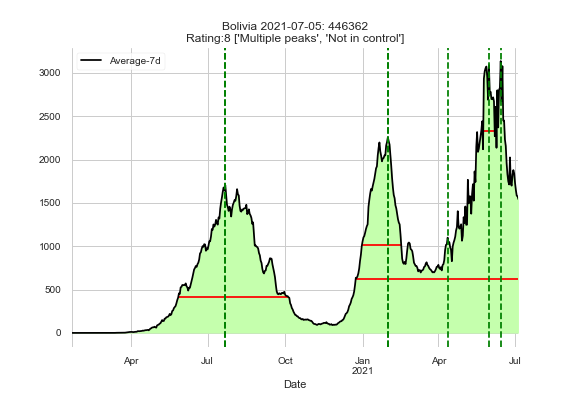 Bolivia 2021-07-05: 446362
Rating:8 ['Multiple peaks', 'Not in control']
Average-7d
3000
2500
2000
1500
1000
500
0
Apr Jul Oct Jan Apr Jul
2021
Date